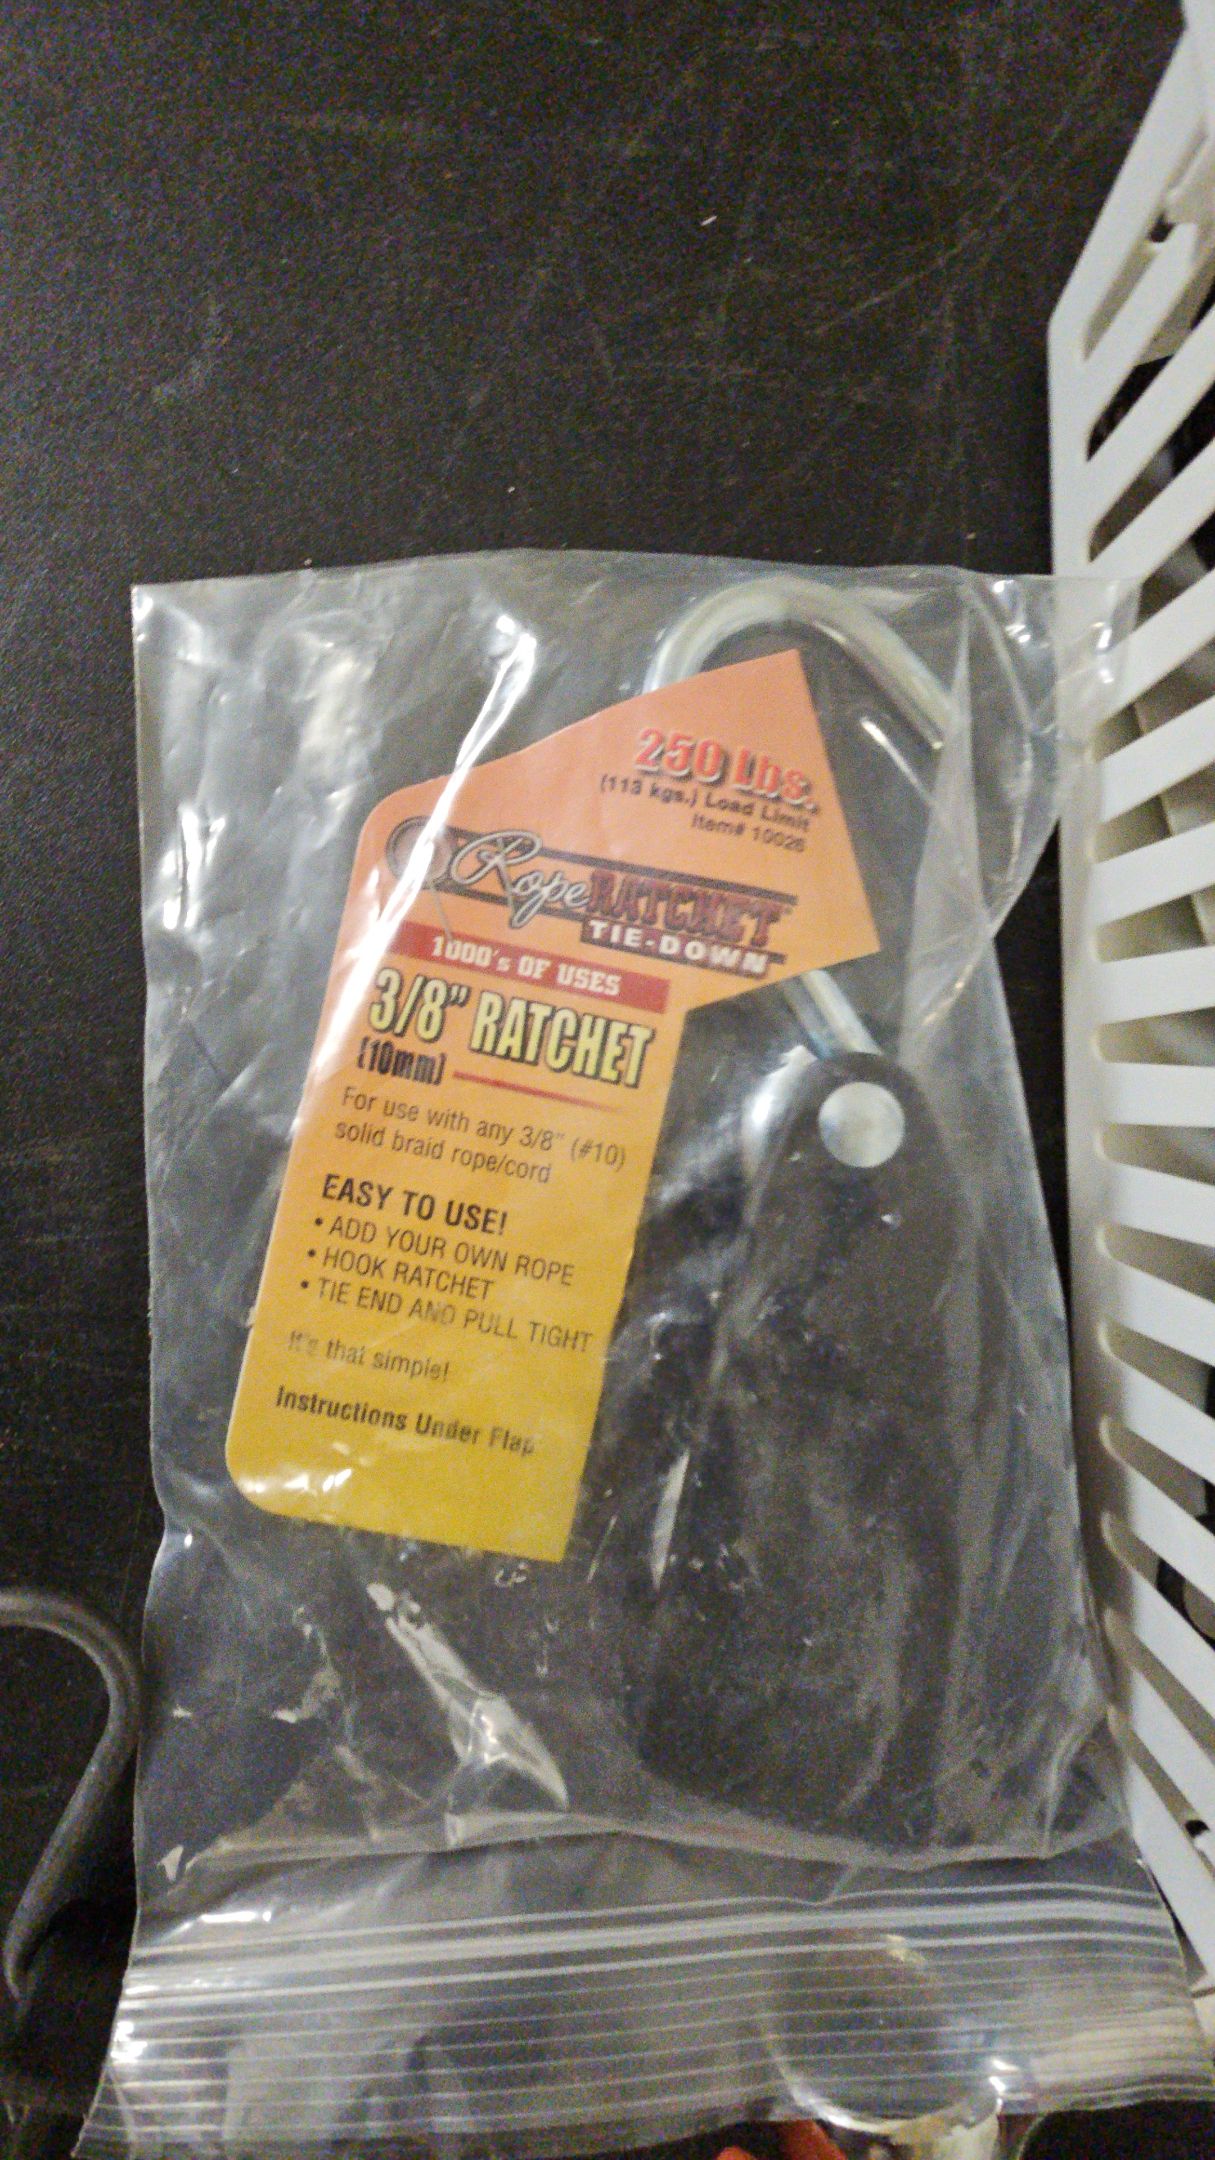 250 Lbs.
(113 kgs.) Load Limit
Item# 10026
Rope RATCHET
TIE-DOWN
1000's OF USES
3/8" RATCHET
(10mm)
For use with any 3/8" (#10)
solid braid rope/cord
EASY TO USE!
• ADD YOUR OWN ROPE
• HOOK RATCHET
• TIE END AND PULL TIGHT
It's that simple!
Instructions Under Flap